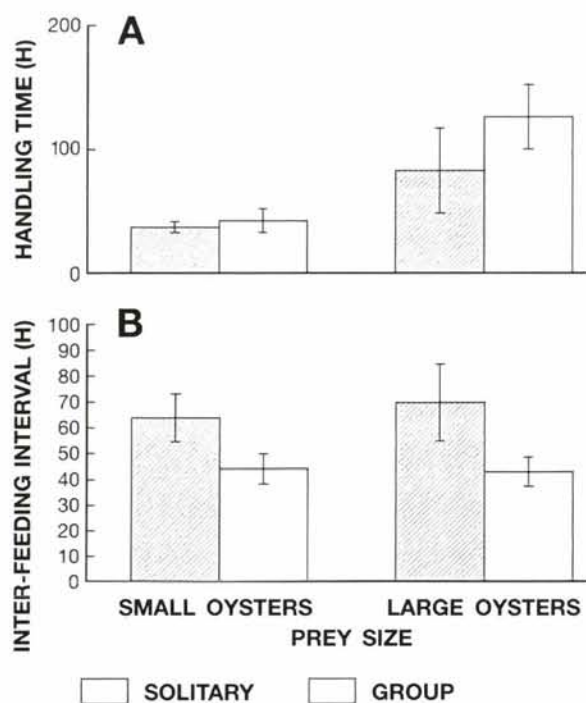 A
HANDLING TIME (H)
200
100
0
B
INTER-FEEDING INTERVAL (H)
100
90
80
70
60
50
40
30
20
10
0
SMALL OYSTERS LARGE OYSTERS
PREY SIZE
SOLITARY GROUP